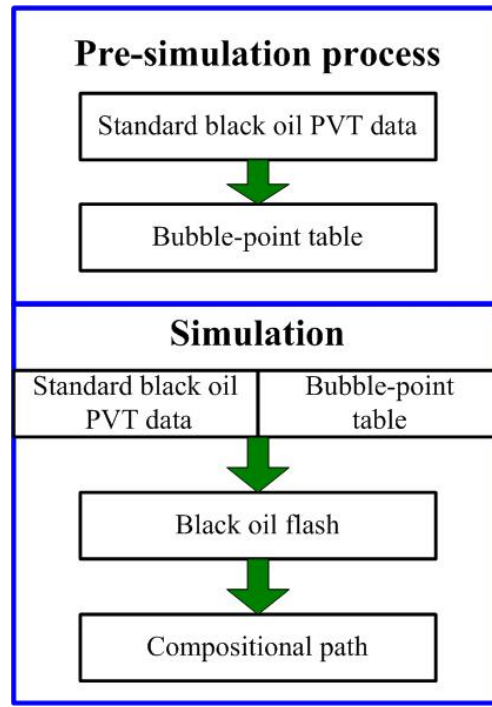 Pre-simulation process
Standard black oil PVT data
Bubble-point table
Simulation
Standard black oil
PVT data
Bubble-point
table
Black oil flash
Compositional path